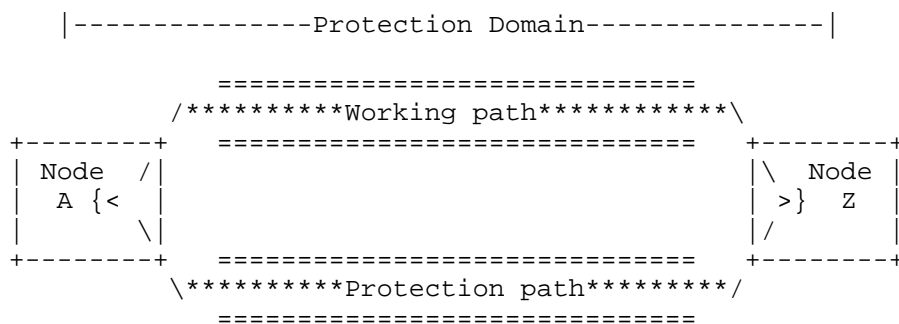 |---------------Protection Domain---------------|
==============================
/**********Working path************\
+--------+ ============================== +--------+
| Node /| |\ Node |
| A {< | | >} Z |
| \| |/ |
+--------+ ============================== +--------+
\**********Protection path*********/
==============================